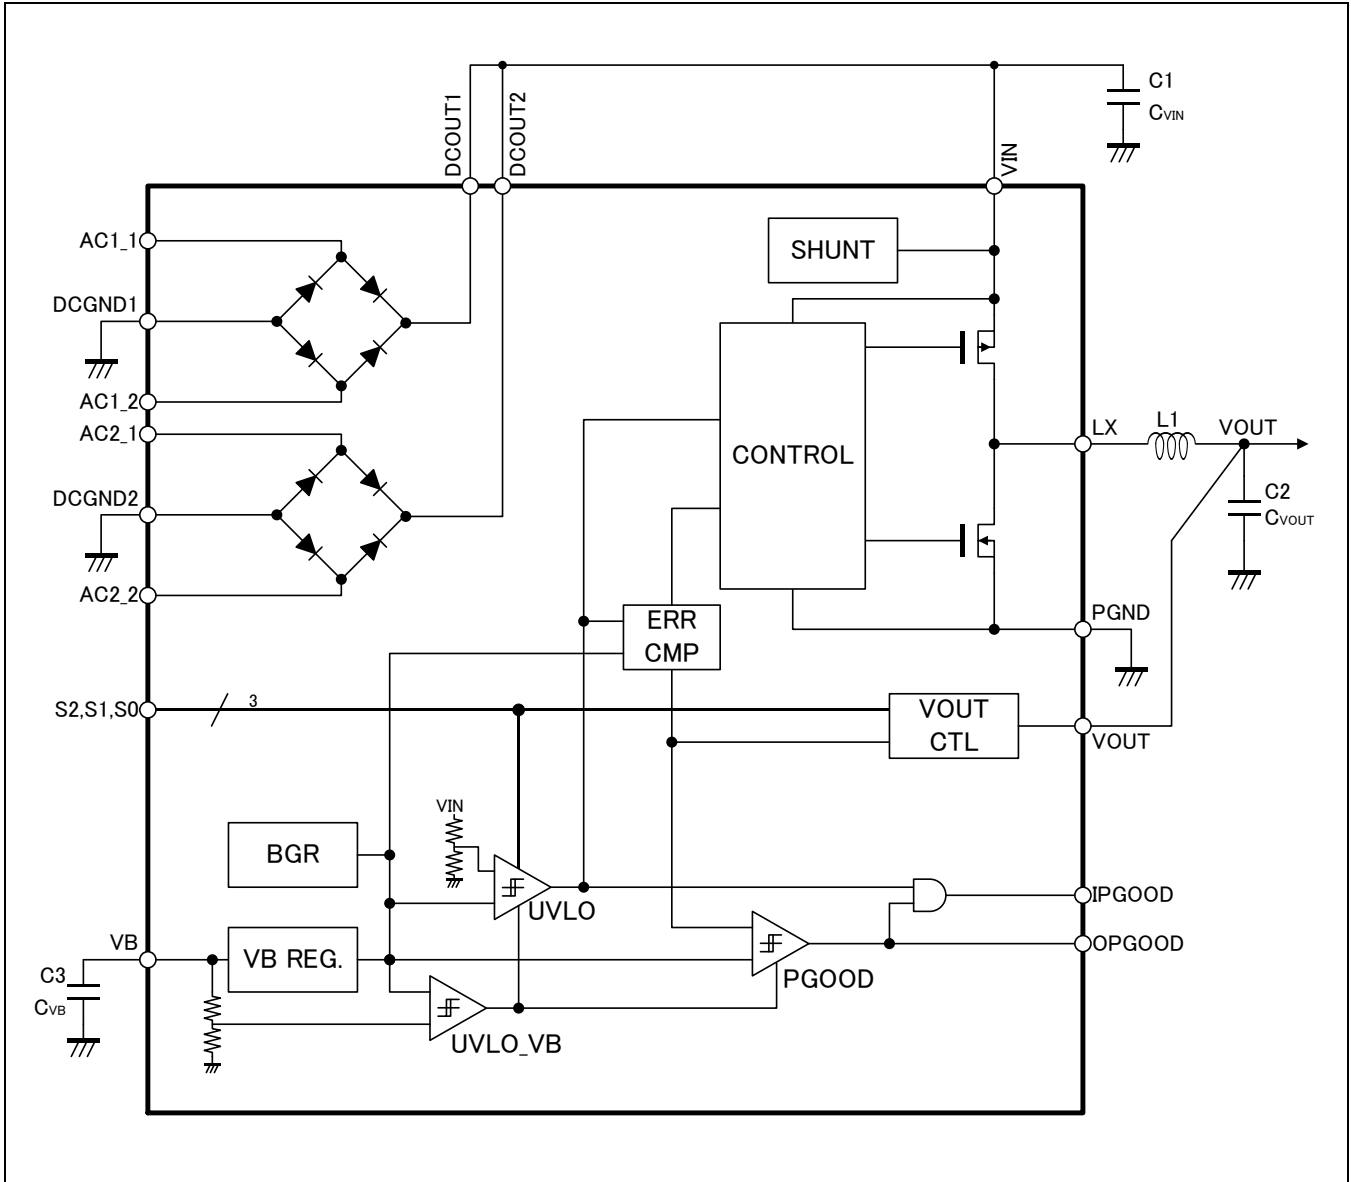 DCOUT1
DCOUT2
VIN
C1
CVIN
AC1_1
DCGND1
AC1_2
AC2_1
DCGND2
AC2_2
SHUNT
CONTROL
LX
L1
VOUT
C2
CVOUT
PGND
ERR
CMP
S2,S1,S0
3
VOUT
CTL
VOUT
VIN
BGR
UVLO
IPGOOD
VB
VB REG.
OPGOOD
PGOOD
C3
CVB
UVLO_VB